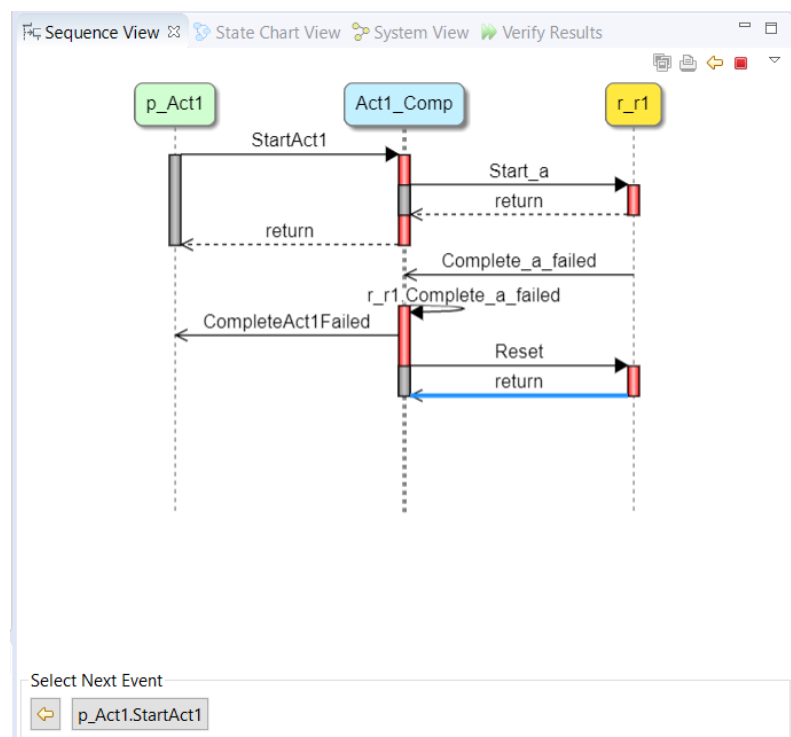 Sequence View State Chart View System View Verify Results
p_Act1 Act1_Comp r_r1
StartAct1
Start_a
return
return
Complete_a_failed
r_r1.Complete_a_failed
CompleteAct1Failed
Reset
return
Select Next Event
p_Act1.StartAct1